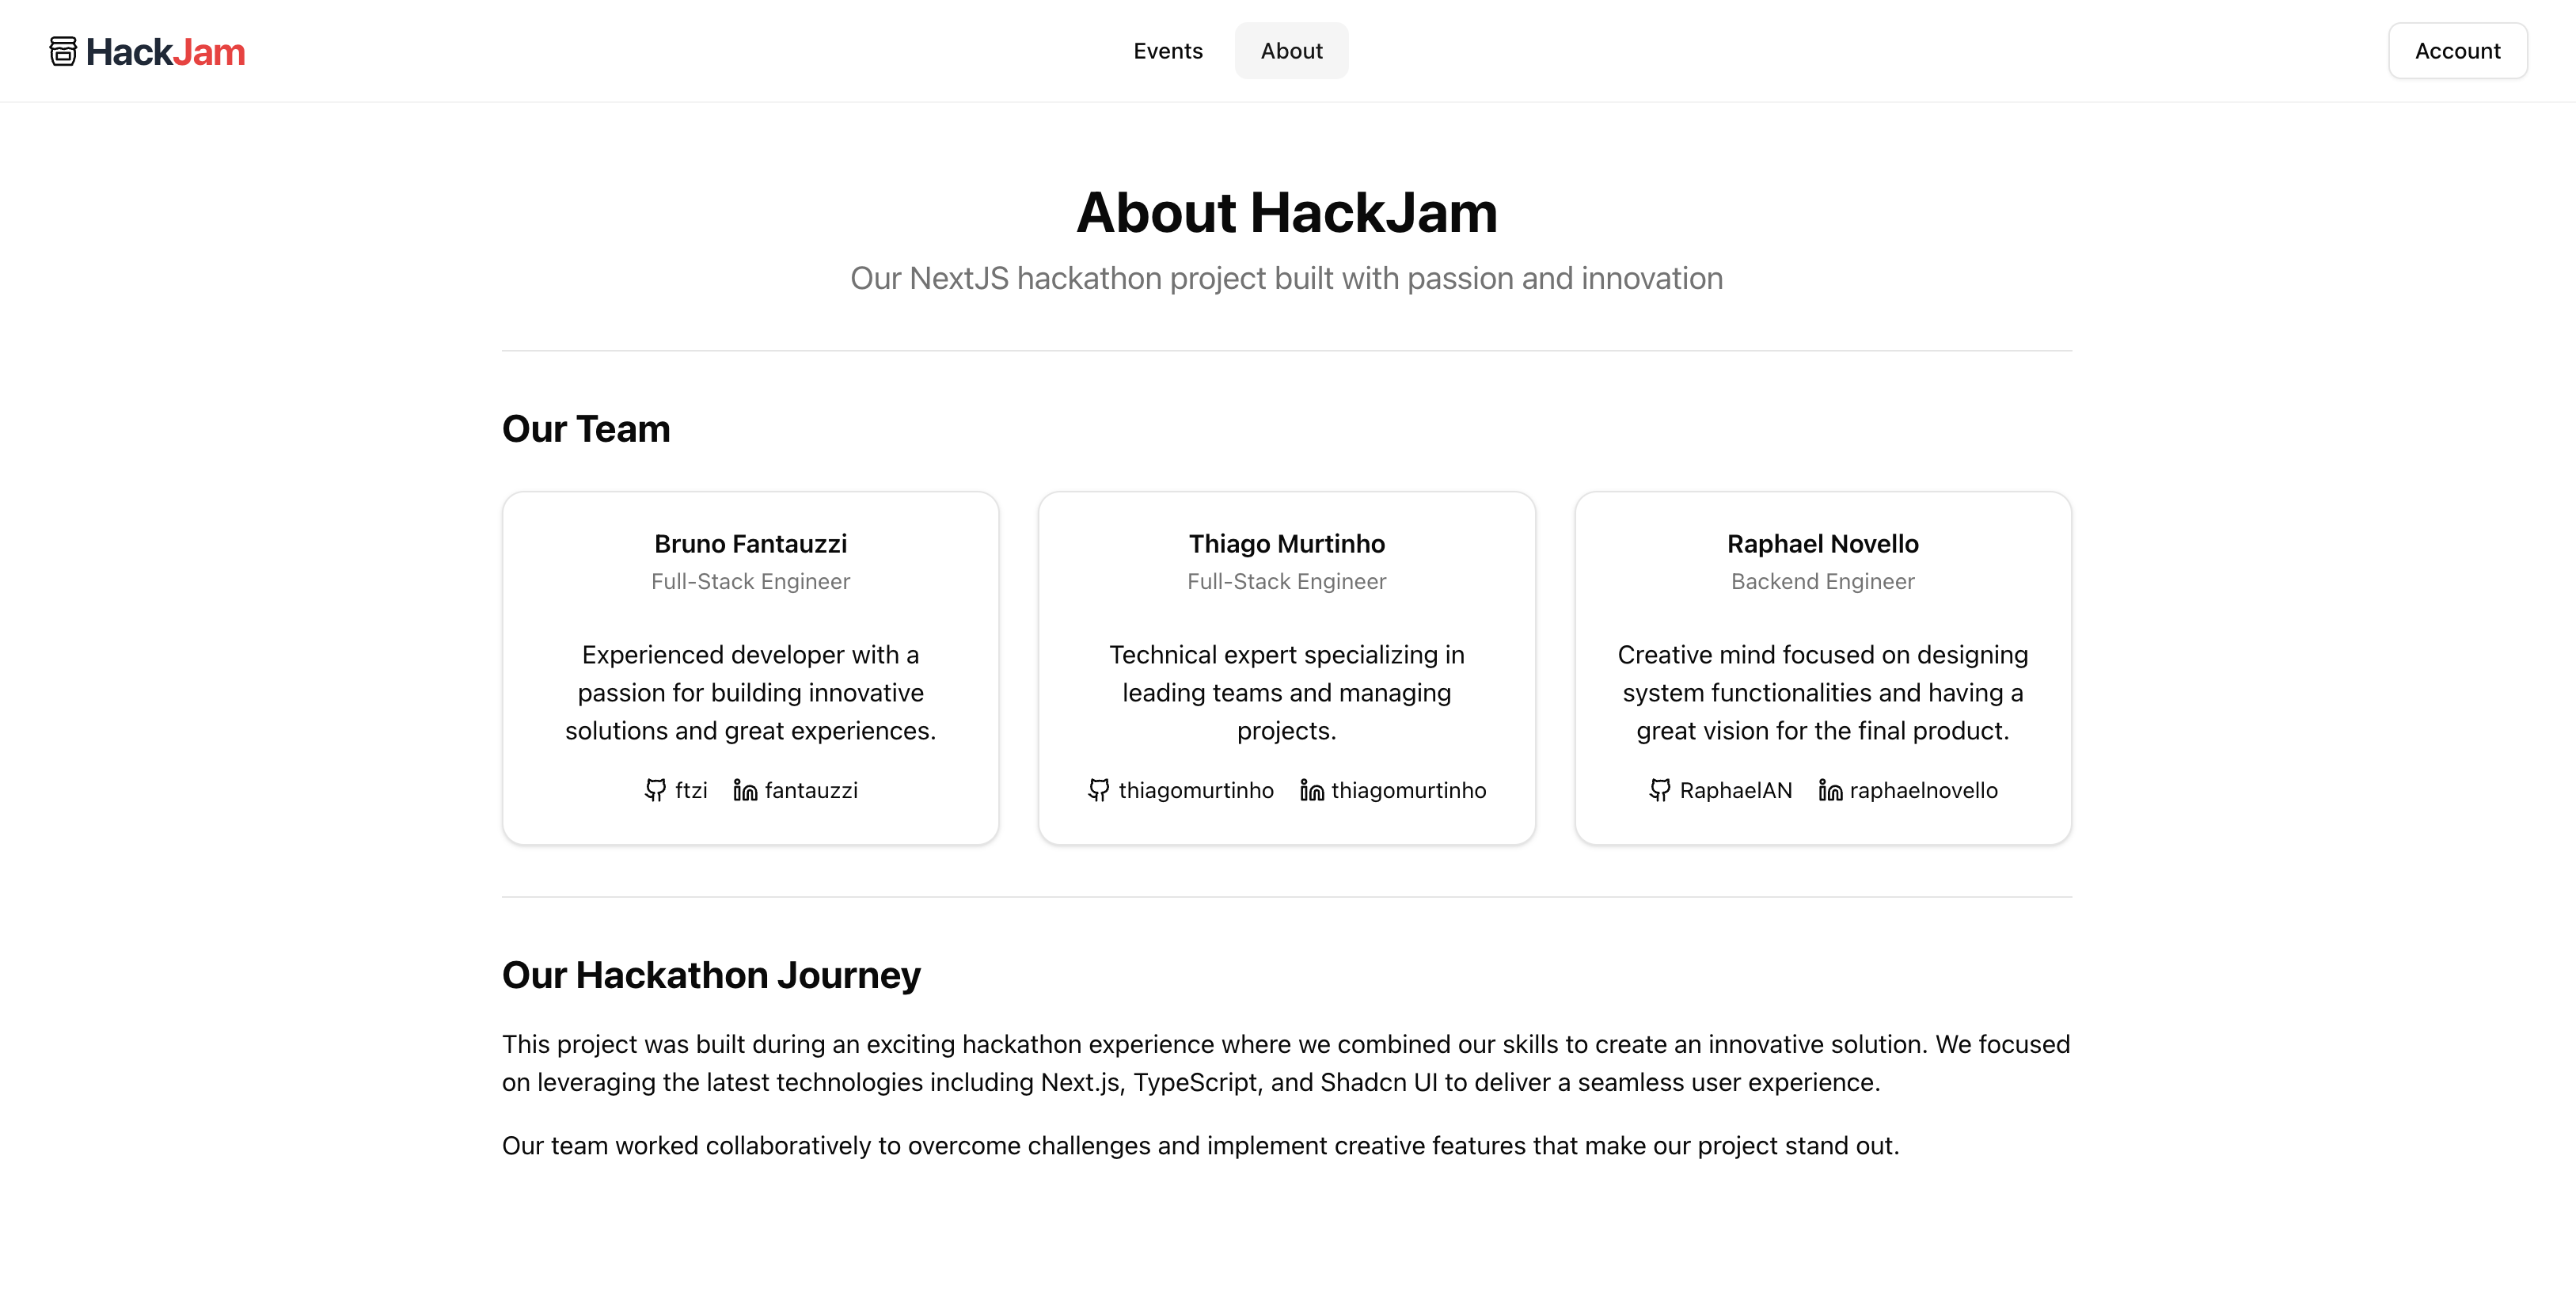 HackJam
Events
About
Account
About HackJam
Our NextJS hackathon project built with passion and innovation
Our Team
Bruno Fantauzzi
Full-Stack Engineer
Experienced developer with a
passion for building innovative
solutions and great experiences.
ftzi
fantauzzi
Thiago Murtinho
Full-Stack Engineer
Technical expert specializing in
leading teams and managing
projects.
thiagomurtinho
thiagomurtinho
Raphael Novello
Backend Engineer
Creative mind focused on designing
system functionalities and having a
great vision for the final product.
RaphaelAN
raphaelnovello
Our Hackathon Journey
This project was built during an exciting hackathon experience where we combined our skills to create an innovative solution. We focused
on leveraging the latest technologies including Next.js, TypeScript, and Shadcn UI to deliver a seamless user experience.
Our team worked collaboratively to overcome challenges and implement creative features that make our project stand out.